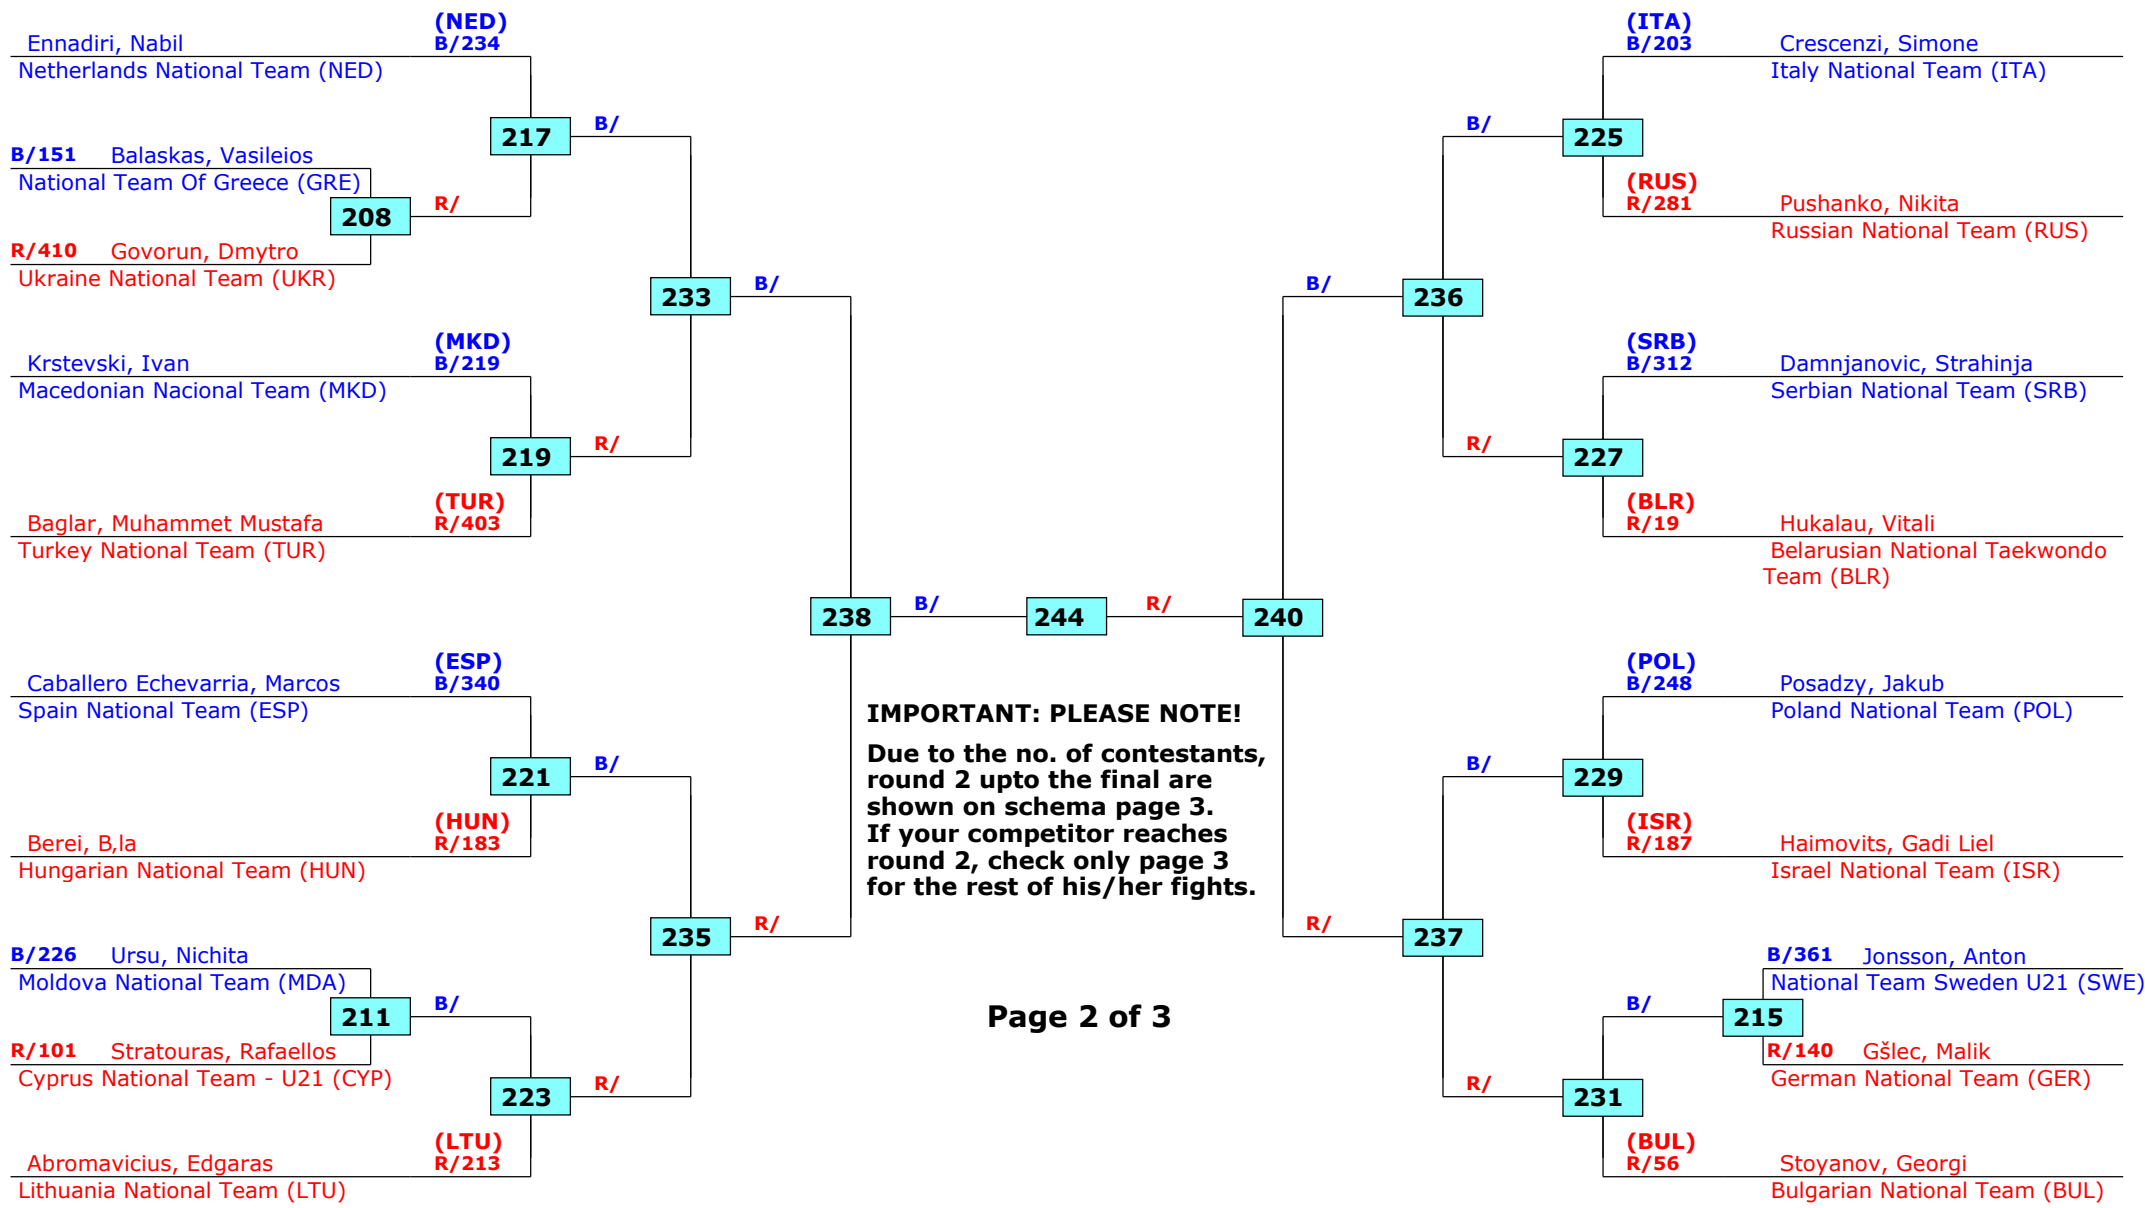 (NED)
Ennadiri, Nabil B/234
Netherlands National Team (NED)
217
B/
B/151 Balaskas, Vasileios
National Team Of Greece (GRE)
208
R/
R/410 Govorun, Dmytro
Ukraine National Team (UKR)
233
B/
(MKD)
Krstevski, Ivan B/219
Macedonian Nacional Team (MKD)
219
R/
(TUR)
Baglar, Muhammet Mustafa R/403
Turkey National Team (TUR)
238
B/
244
R/
240
(ESP)
Caballero Echevarria, Marcos B/340
Spain National Team (ESP)
221
B/
(HUN)
Berei, B,la R/183
Hungarian National Team (HUN)
235
R/
B/226 Ursu, Nichita
Moldova National Team (MDA)
211
B/
R/101 Stratouras, Rafaellos
Cyprus National Team - U21 (CYP)
223
R/
(LTU)
Abromavicius, Edgaras R/213
Lithuania National Team (LTU)
IMPORTANT: PLEASE NOTE!
Due to the no. of contestants,
round 2 upto the final are
shown on schema page 3.
If your competitor reaches
round 2, check only page 3
for the rest of his/her fights.
Page 2 of 3
(ITA)
B/203 Crescenzi, Simone
Italy National Team (ITA)
B/
225
(RUS)
R/281 Pushanko, Nikita
Russian National Team (RUS)
B/
236
(SRB)
B/312 Damnjanovic, Strahinja
Serbian National Team (SRB)
R/
227
(BLR)
R/19 Hukalau, Vitali
Belarusian National Taekwondo
Team (BLR)
(POL)
B/248 Posadzy, Jakub
Poland National Team (POL)
B/
229
(ISR)
R/187 Haimovits, Gadi Liel
Israel National Team (ISR)
R/
237
B/361 Jonsson, Anton
National Team Sweden U21 (SWE)
B/
215
R/140 Gšlec, Malik
German National Team (GER)
R/
231
(BUL)
R/56 Stoyanov, Georgi
Bulgarian National Team (BUL)